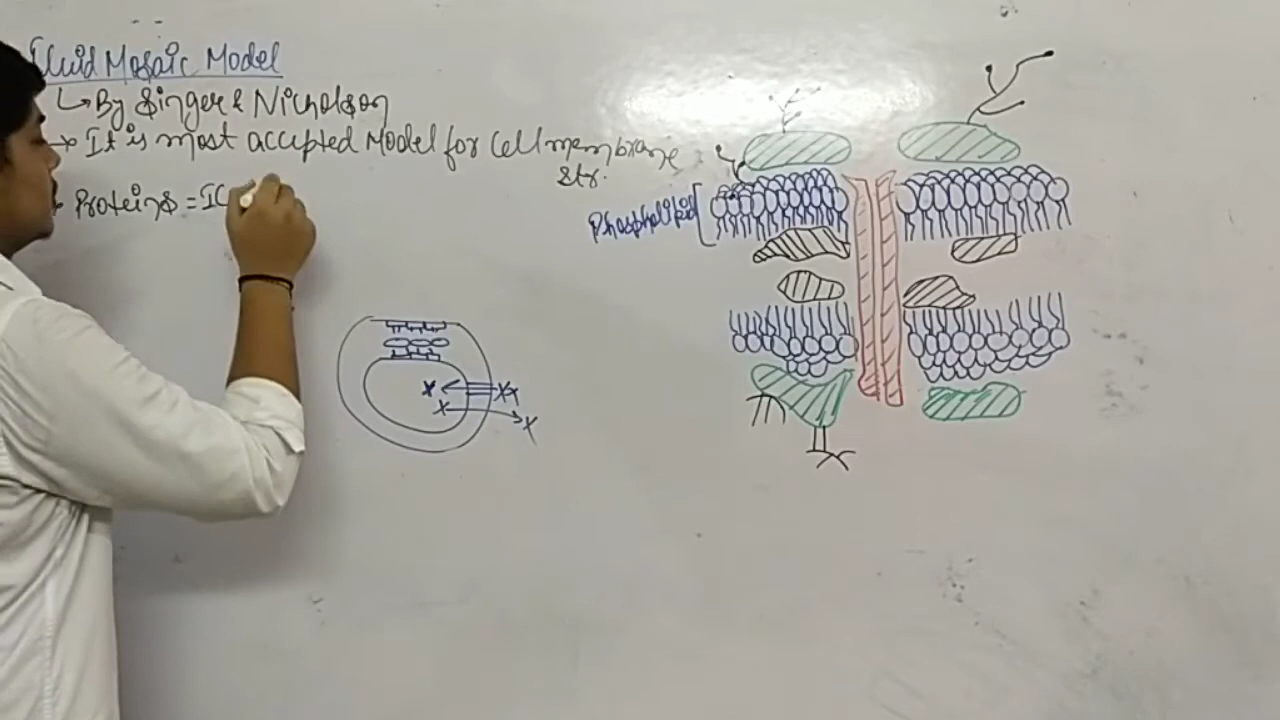 Fluid Mosaic Model
↳ By Singer & Nicholson
→ It is most accepted Model for Cell membrane
Str.
Proteins =
Phospholipid